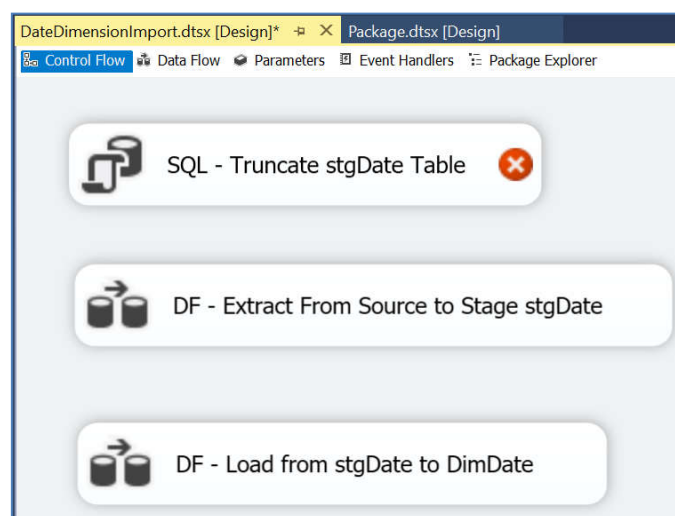 DateDimensionImport.dtsx [Design]* Package.dtsx [Design]
Control Flow Data Flow Parameters Event Handlers Package Explorer
SQL - Truncate stgDate Table
DF - Extract From Source to Stage stgDate
DF - Load from stgDate to DimDate